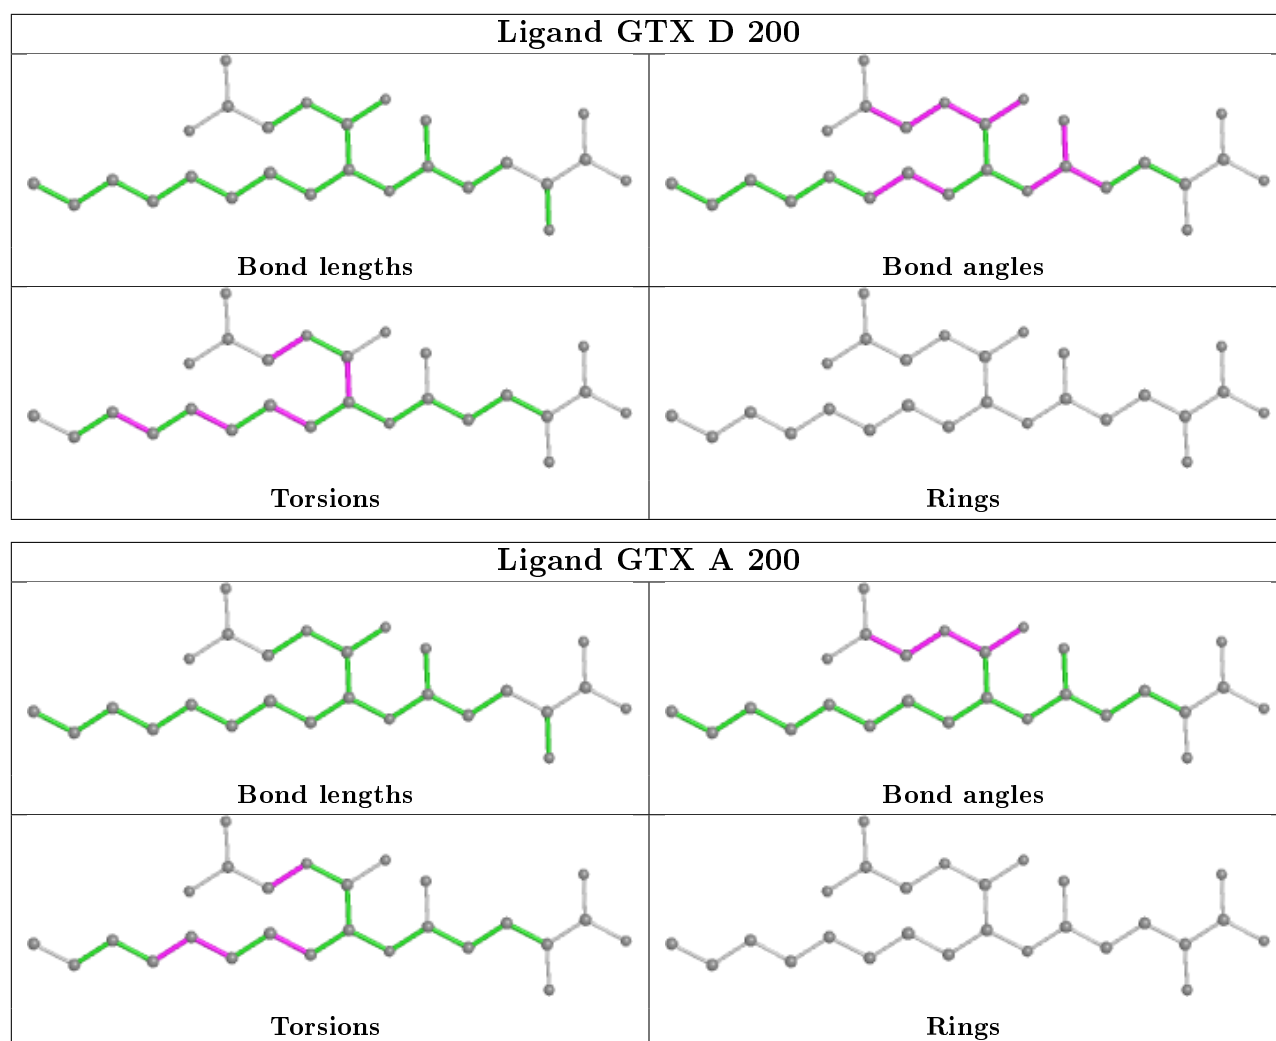 Ligand GTX D 200
Bond lengths
Bond angles
Torsions
Rings
Ligand GTX A 200
Bond lengths
Bond angles
Torsions
Rings